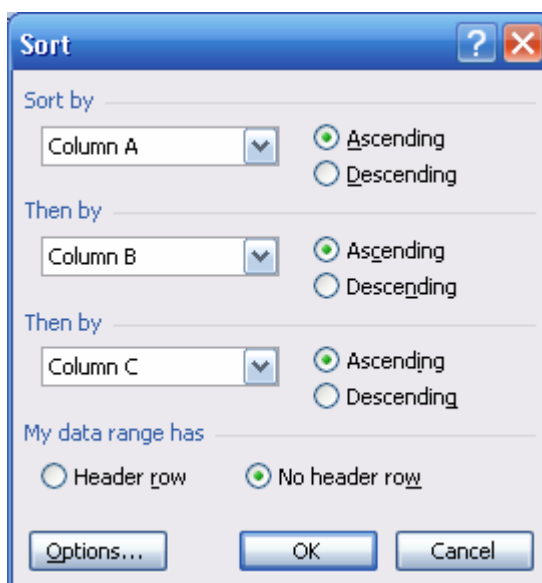 Sort
?
Sort by
Column A
Ascending
Descending
Then by
Column B
Ascending
Descending
Then by
Column C
Ascending
Descending
My data range has
Header row
No header row
Options...
OK
Cancel